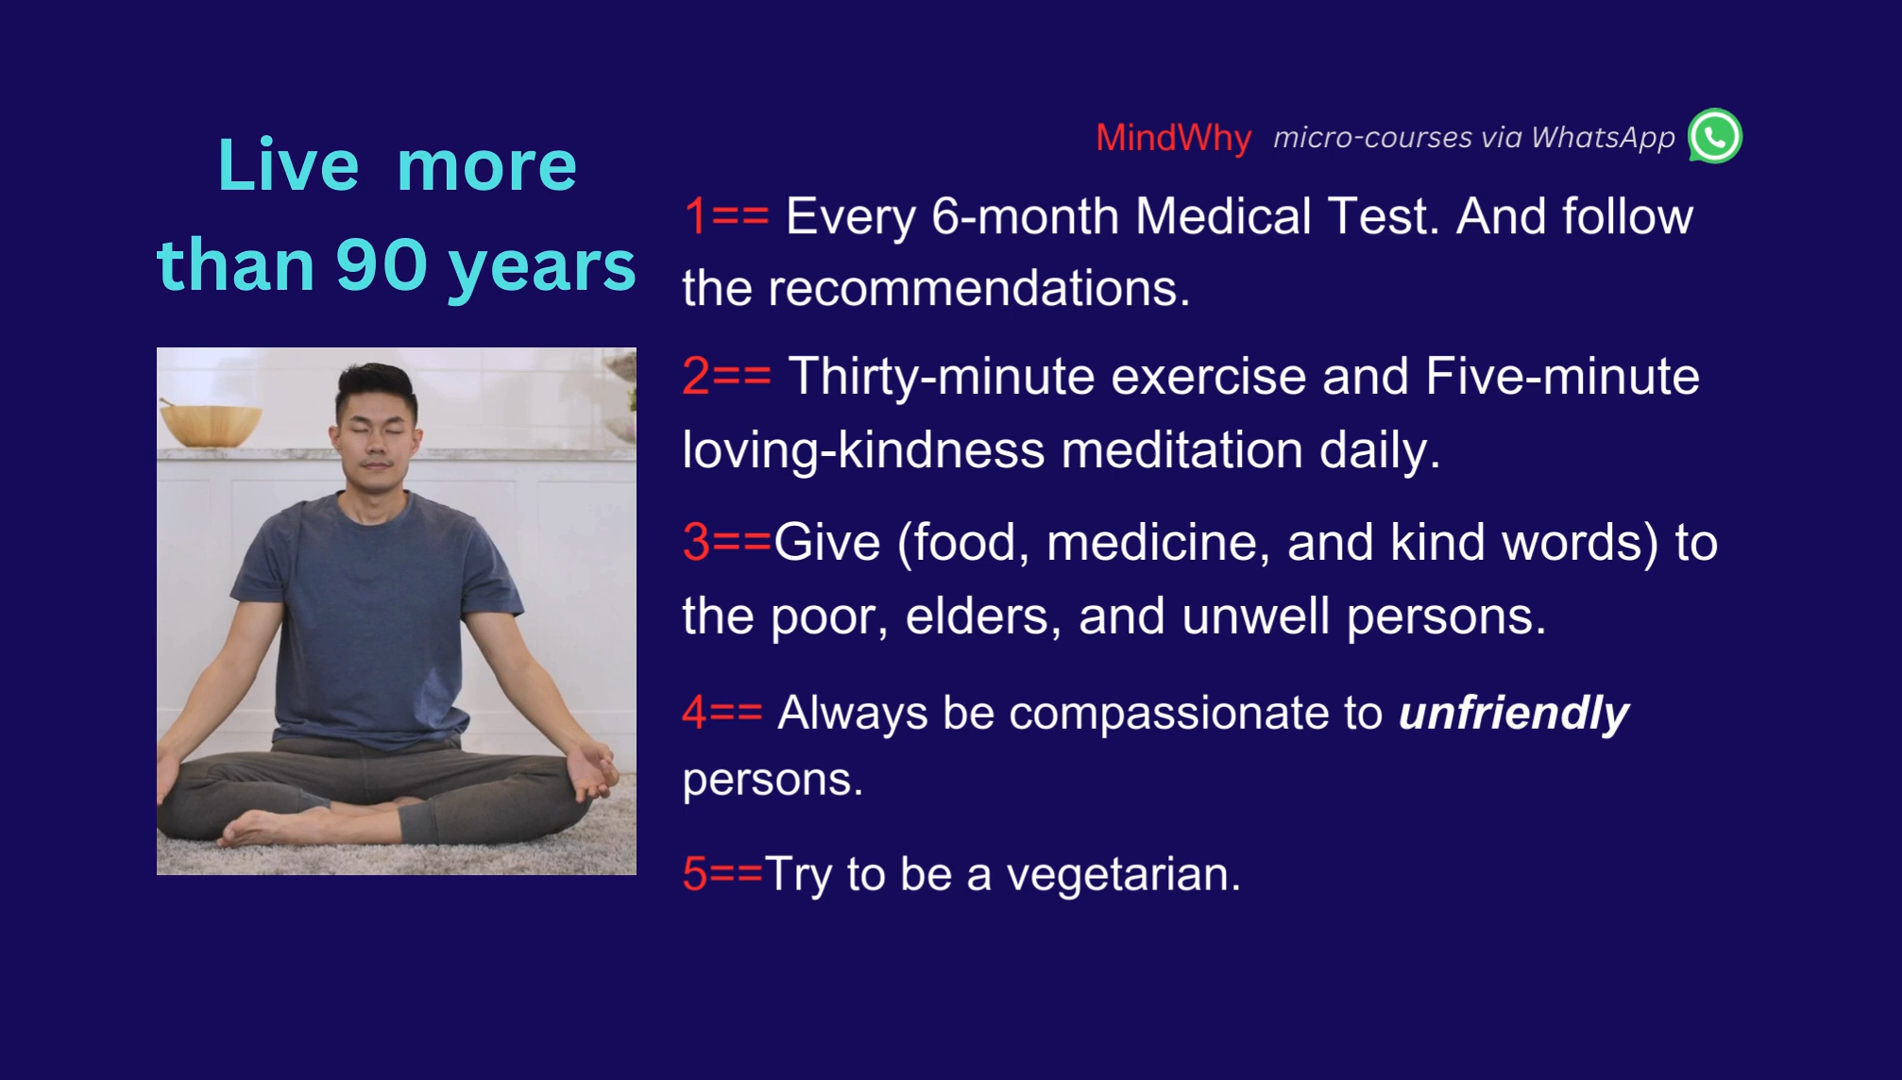 Live more
than 90 years
MindWhy micro-courses via WhatsApp
1== Every 6-month Medical Test. And follow
the recommendations.
2== Thirty-minute exercise and Five-minute
loving-kindness meditation daily.
3==Give (food, medicine, and kind words) to
the poor, elders, and unwell persons.
4== Always be compassionate to unfriendly
persons.
5==Try to be a vegetarian.